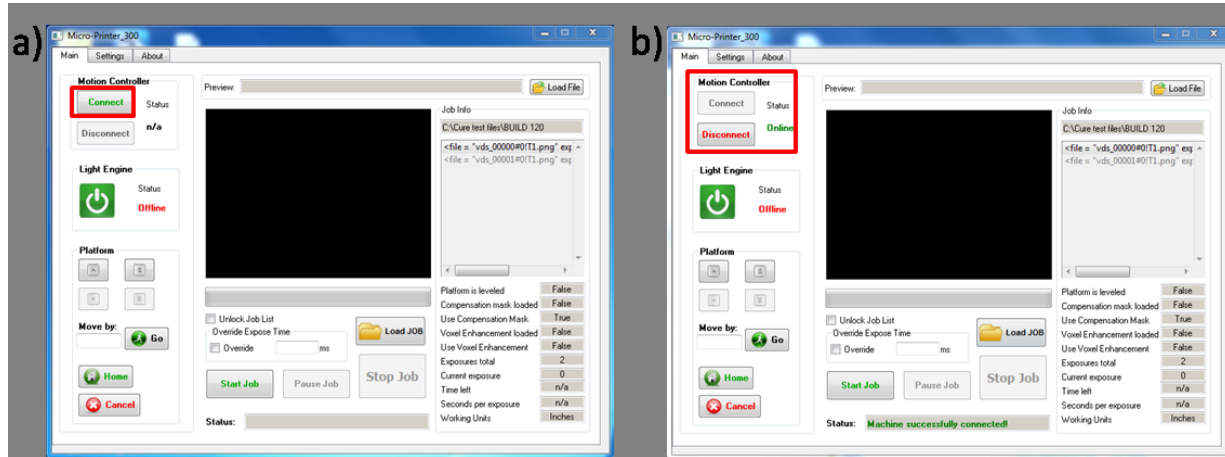 a)
Micro-Printer_300
Main Settings About
Motion Controller
Connect Status
Disconnect n/a
Light Engine
Status
Offline
Platform
Move by:
Go
Home
Cancel
Preview: Load File
Job Info
C:\Cure test files\BUILD 120
<file = "vds_00000#0!T1.png" exp
<file = "vds_00001#0!T1.png" exp
Platform is leveled False
Compensation mask loaded False
Use Compensation Mask True
Voxel Enhancement loaded False
Use Voxel Enhancement False
Exposures total 2
Current exposure 0
Time left n/a
Seconds per exposure n/a
Working Units Inches
Unlock Job List
Override Expose Time
Override ms
Load JOB
Start Job Pause Job Stop Job
Status:
b)
Micro-Printer_300
Main Settings About
Motion Controller
Connect Status
Disconnect Online
Light Engine
Status
Offline
Platform
Move by:
Go
Home
Cancel
Preview: Load File
Job Info
C:\Cure test files\BUILD 120
<file = "vds_00000#0!T1.png" exp
<file = "vds_00001#0!T1.png" exp
Platform is leveled False
Compensation mask loaded False
Use Compensation Mask True
Voxel Enhancement loaded False
Use Voxel Enhancement False
Exposures total 2
Current exposure 0
Time left n/a
Seconds per exposure n/a
Working Units Inches
Unlock Job List
Override Expose Time
Override ms
Load JOB
Start Job Pause Job Stop Job
Status: Machine successfully connected!